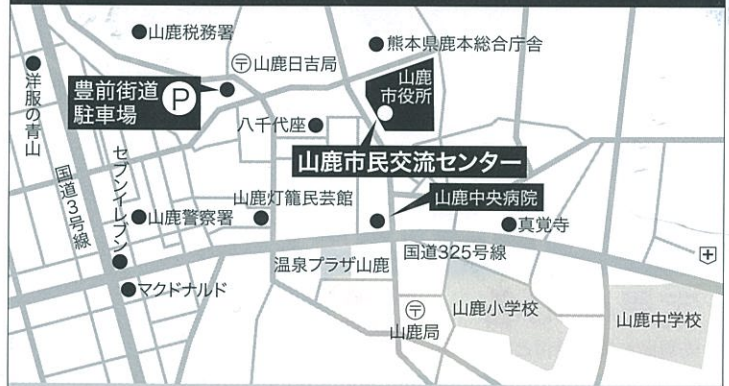 山鹿税務署
熊本県鹿本総合庁舎
〒山鹿日吉局
洋服の青山
豊前街道
駐車場
P
山鹿
市役所
八千代座
山鹿市民交流センター
セブンイレブン
国道3号線
山鹿灯籠民芸館
山鹿中央病院
山鹿警察署
真覚寺
国道325号線
温泉プラザ山鹿
マクドナルド
〒
山鹿局
山鹿小学校
山鹿中学校